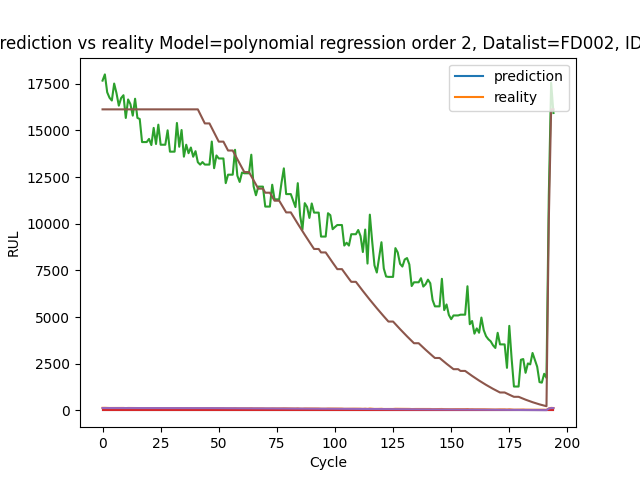 rediction vs reality Model=polynomial regression order 2, Datalist=FD002, ID
prediction
reality
17500
15000
12500
10000
7500
5000
2500
0
RUL
0 25 50 75 100 125 150 175 200
Cycle